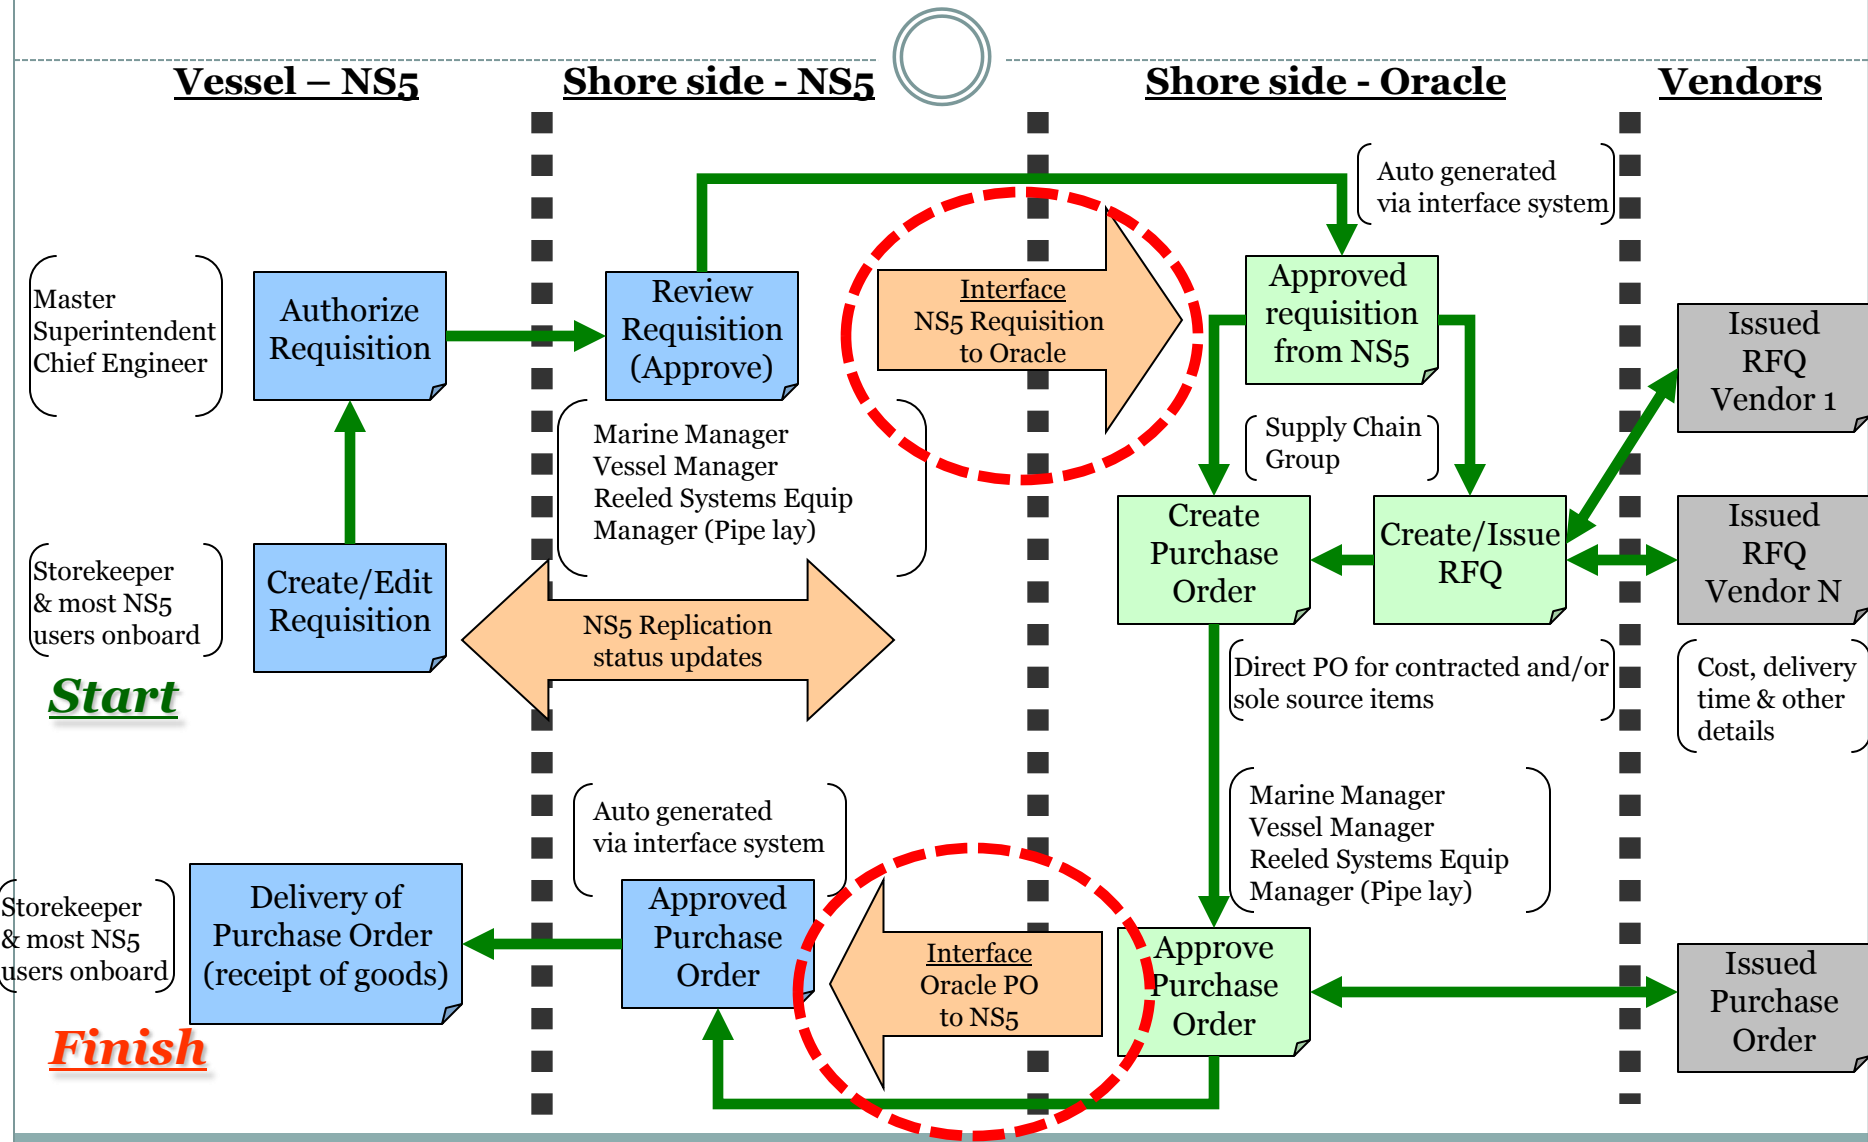 Vessel – NS5
Shore side - NS5
Shore side - Oracle
Vendors
Auto generated
via interface system
Master
Superintendent
Chief Engineer
Authorize
Requisition
Review
Requisition
(Approve)
Interface
NS5 Requisition
to Oracle
Approved
requisition
from NS5
Issued
RFQ
Vendor 1
Marine Manager
Vessel Manager
Reeled Systems Equip
Manager (Pipe lay)
Supply Chain
Group
Storekeeper
& most NS5
users onboard
Create/Edit
Requisition
NS5 Replication
status updates
Create
Purchase
Order
Create/Issue
RFQ
Issued
RFQ
Vendor N
Start
Direct PO for contracted and/or
sole source items
Cost, delivery
time & other
details
Auto generated
via interface system
Marine Manager
Vessel Manager
Reeled Systems Equip
Manager (Pipe lay)
Storekeeper
& most NS5
users onboard
Delivery of
Purchase Order
(receipt of goods)
Approved
Purchase
Order
Interface
Oracle PO
to NS5
Approve
Purchase
Order
Issued
Purchase
Order
Finish